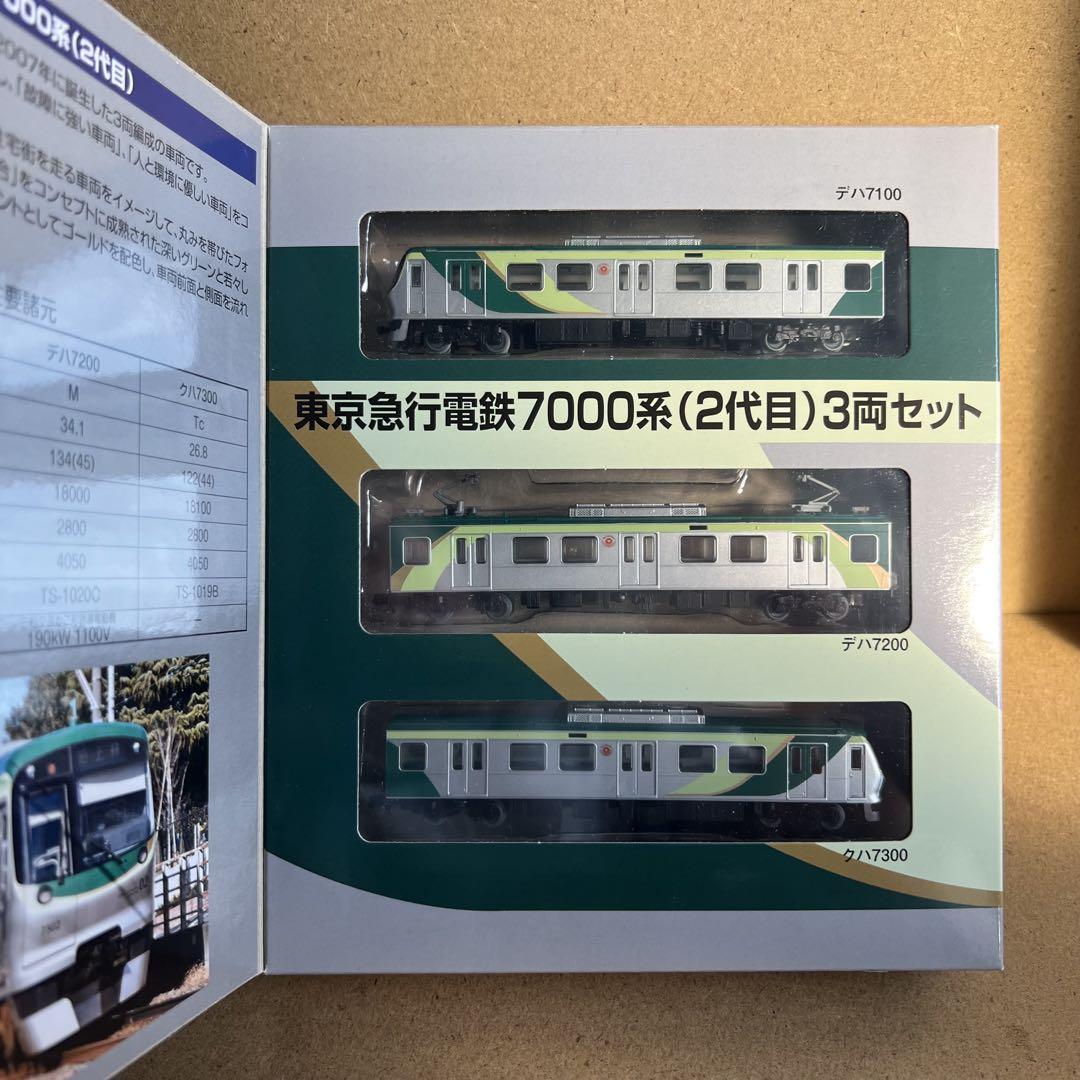 000系(2代目)
2007年に誕生した3両編成の車両です。
し、「故障に強い車両」、「人と環境に優しい車両」をコ
宅街を走る車両をイメージして、丸みを帯びたフォ
台」をコンセプトに成熟された深いグリーンと若々し
ントとしてゴールドを配色し、車両前面と側面を流れ
要諸元
デハ7200 クハ7300
M Tc
34.1 26.8
134(45) 122(44)
18000 18100
2800 2800
4050 4050
TS-1020C TS-1019B
190kW 1100V –
デハ7100
東京急行電鉄7000系(2代目)3両セット
デハ7200
クハ7300